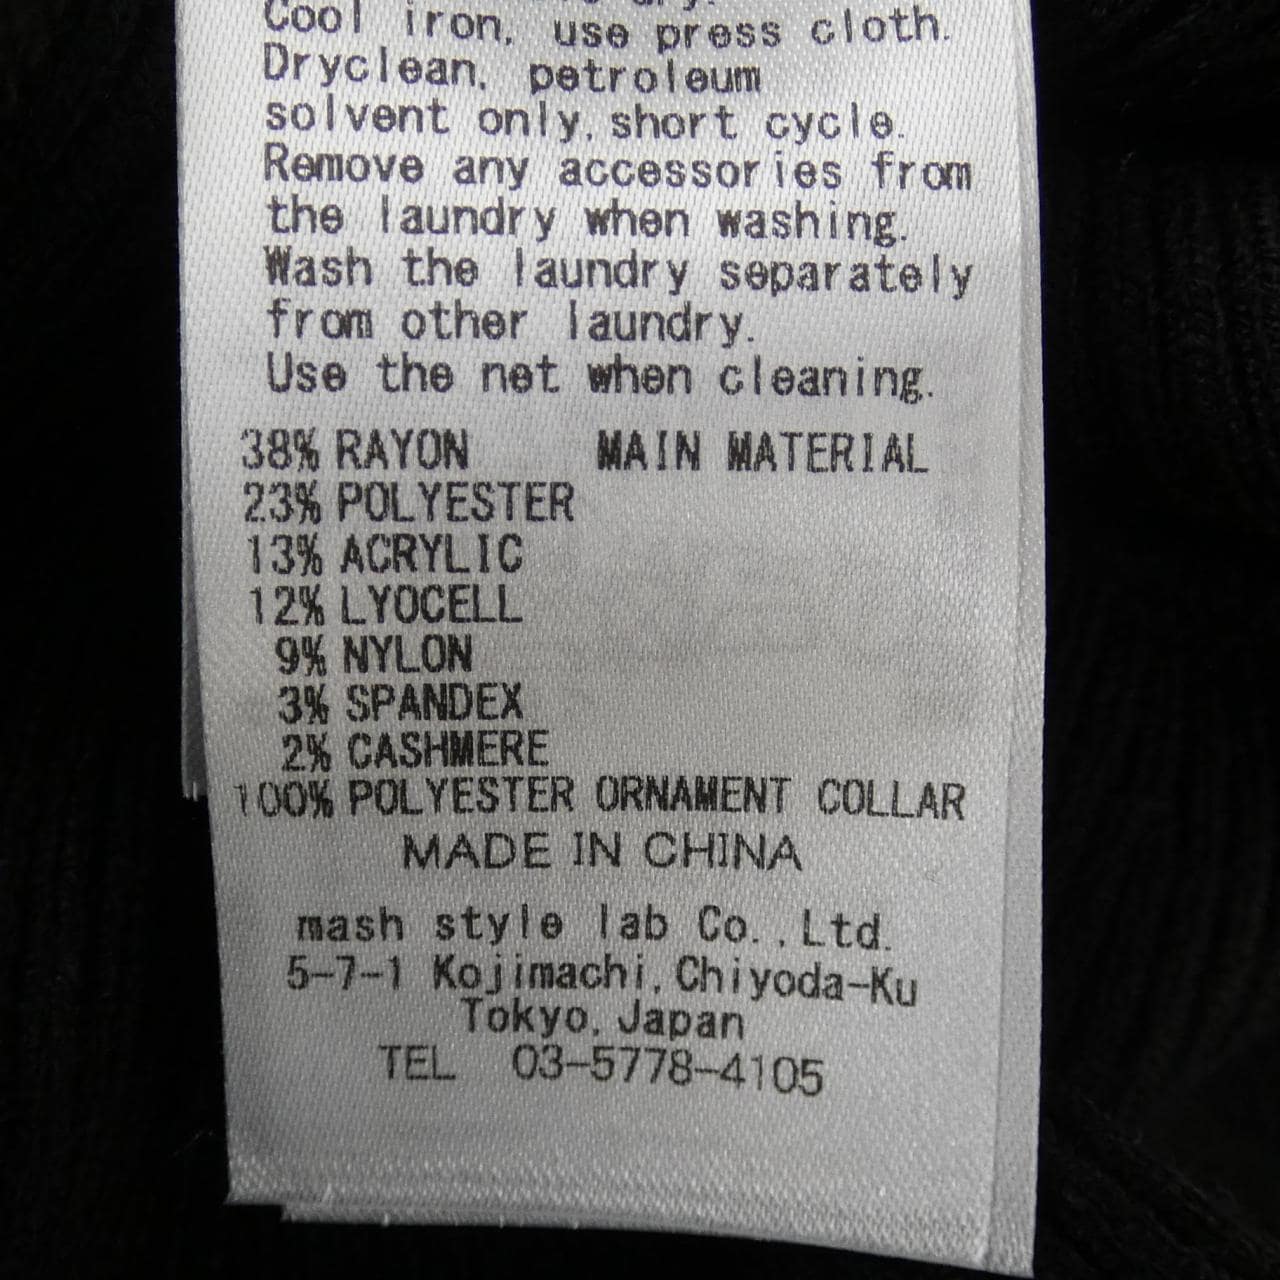 Cool iron, use press cloth.
Dryclean, petroleum
solvent only, short cycle.
Remove any accessories from
the laundry when washing.
Wash the laundry separately
from other laundry.
Use the net when cleaning.
38% RAYON MAIN MATERIAL
23% POLYESTER
13% ACRYLIC
12% LYOCELL
9% NYLON
3% SPANDEX
2% CASHMERE
100% POLYESTER ORNAMENT COLLAR
MADE IN CHINA
mash style lab Co.,Ltd.
5-7-1 Kojimachi, Chiyoda-Ku
Tokyo, Japan
TEL 03-5778-4105